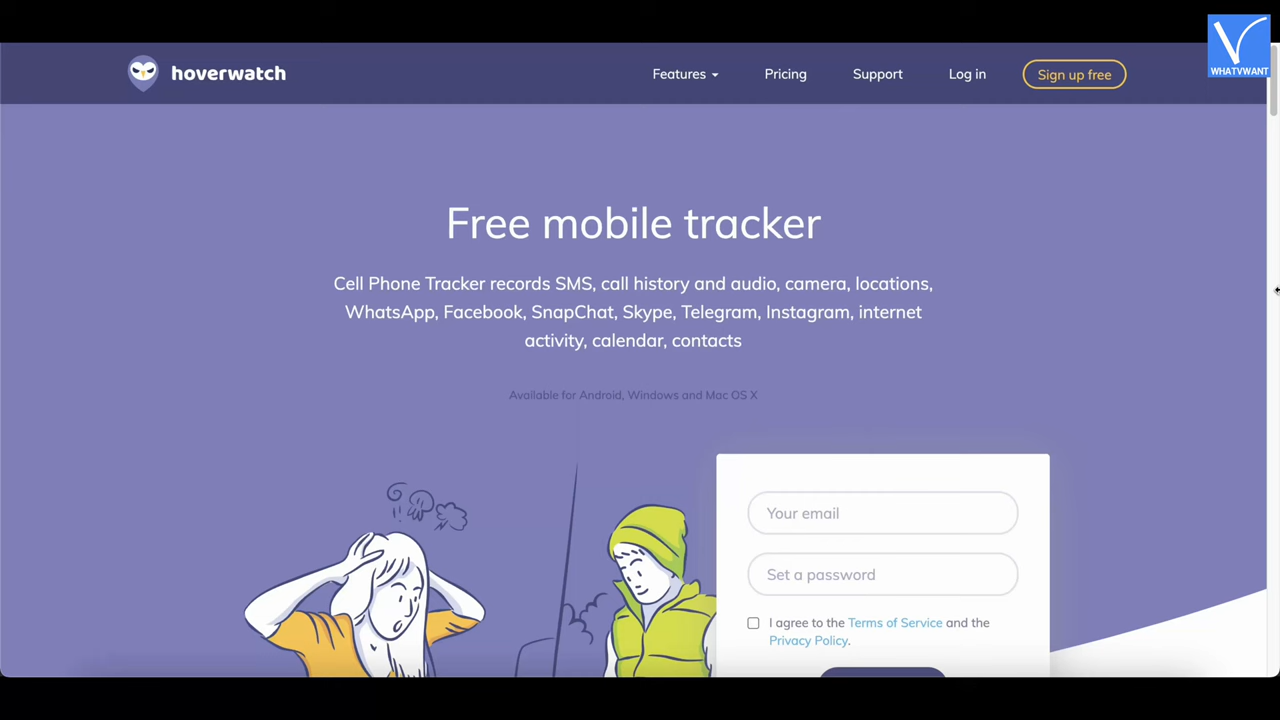 WHATVWANT
hoverwatch
Features
Pricing
Support
Log in
Sign up free
Free mobile tracker
Cell Phone Tracker records SMS, call history and audio, camera, locations,
WhatsApp, Facebook, SnapChat, Skype, Telegram, Instagram, internet
activity, calendar, contacts
Available for Android, Windows and Mac OS X
Your email
Set a password
I agree to the Terms of Service and the
Privacy Policy.